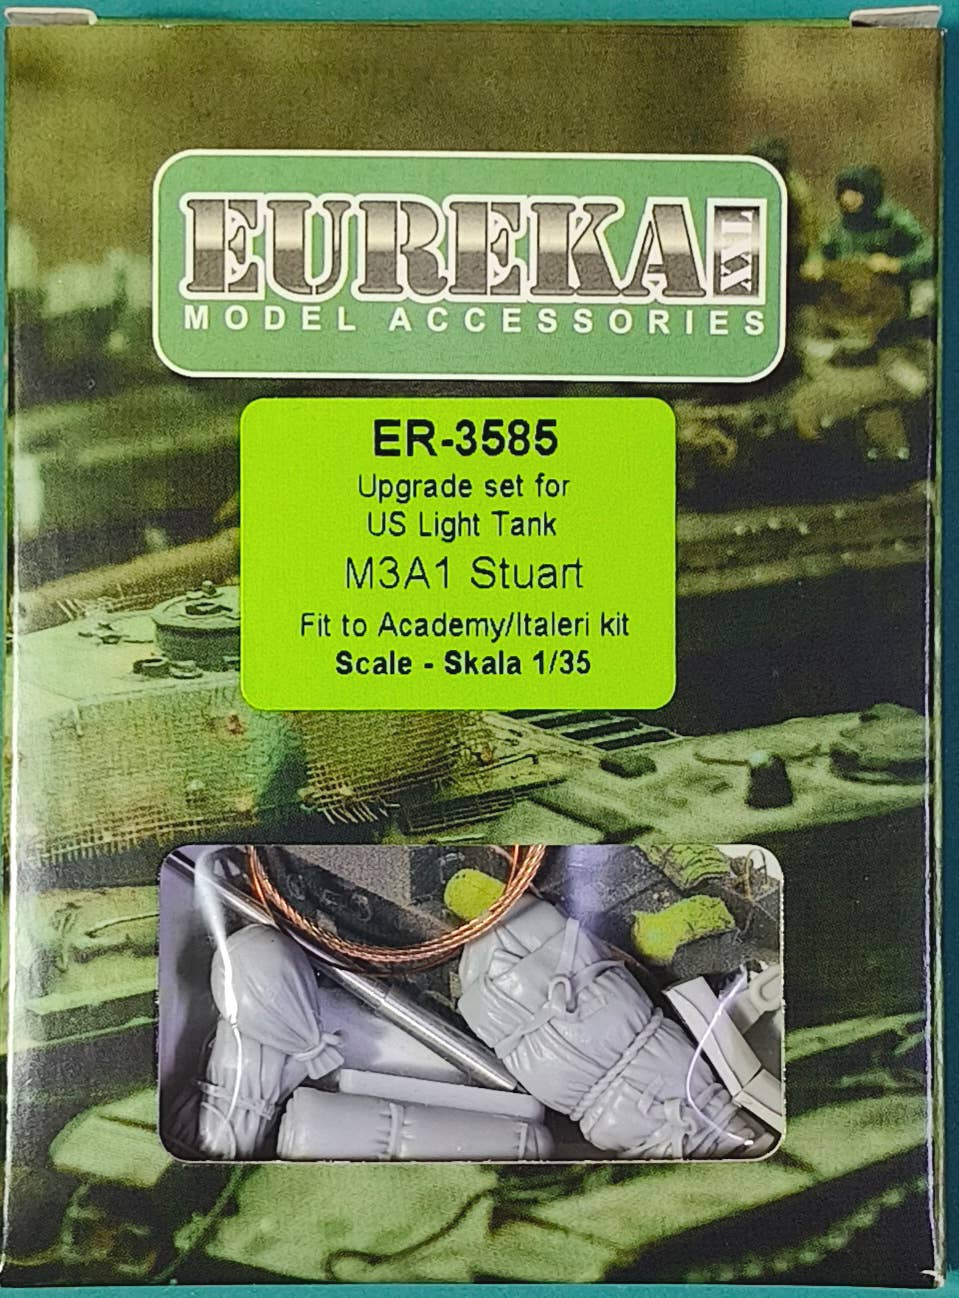 EUREKA XXL
MODEL ACCESSORIES
ER-3585
Upgrade set for
US Light Tank
M3A1 Stuart
Fit to Academy/Italeri kit
Scale - Skala 1/35